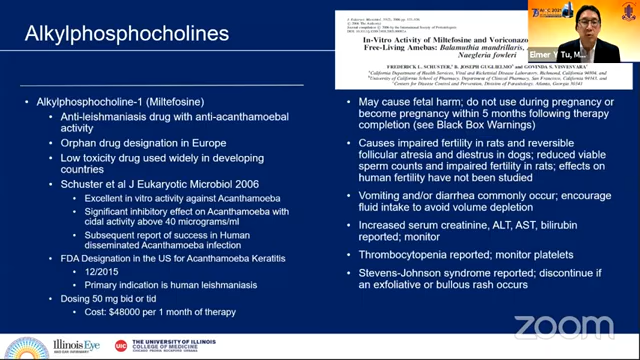 Alkylphosphocholines
In-Vitro Activity of Miltefosine and Voriconazo
Free-Living Amebas: Balamuthia mandrillaris,
Naegleria fowleri
FREDERICK L. SCHUSTER, B. JOSEPH GUGLIELMO and GOVINDA S. VISVESVARA
Elmer Y Tu, M...
• Alkylphosphocholine-1 (Miltefosine)
• Anti-leishmaniasis drug with anti-acanthamoebal
activity
• Orphan drug designation in Europe
• Low toxicity drug used widely in developing
countries
• Schuster et al J Eukaryotic Microbiol 2006
• Excellent in vitro activity against Acanthamoeba
• Significant inhibitory effect on Acanthamoeba with
cidal activity above 40 micrograms/ml
• Subsequent report of success in Human
disseminated Acanthamoeba infection
• FDA Designation in the US for Acanthamoeba Keratitis
• 12/2015
• Primary indication is human leishmaniasis
• Dosing 50 mg bid or tid
• Cost: $48000 per 1 month of therapy
• May cause fetal harm; do not use during pregnancy or
become pregnancy within 5 months following therapy
completion (see Black Box Warnings)
• Causes impaired fertility in rats and reversible
follicular atresia and diestrus in dogs; reduced viable
sperm counts and impaired fertility in rats; effects on
human fertility have not been studied
• Vomiting and/or diarrhea commonly occur; encourage
fluid intake to avoid volume depletion
• Increased serum creatinine, ALT, AST, bilirubin
reported; monitor
• Thrombocytopenia reported; monitor platelets
• Stevens-Johnson syndrome reported; discontinue if
an exfoliative or bullous rash occurs
Illinois Eye
UIC
THE UNIVERSITY OF ILLINOIS
COLLEGE OF MEDICINE
CHICAGO PEORIA ROCKFORD URBANA
zoom